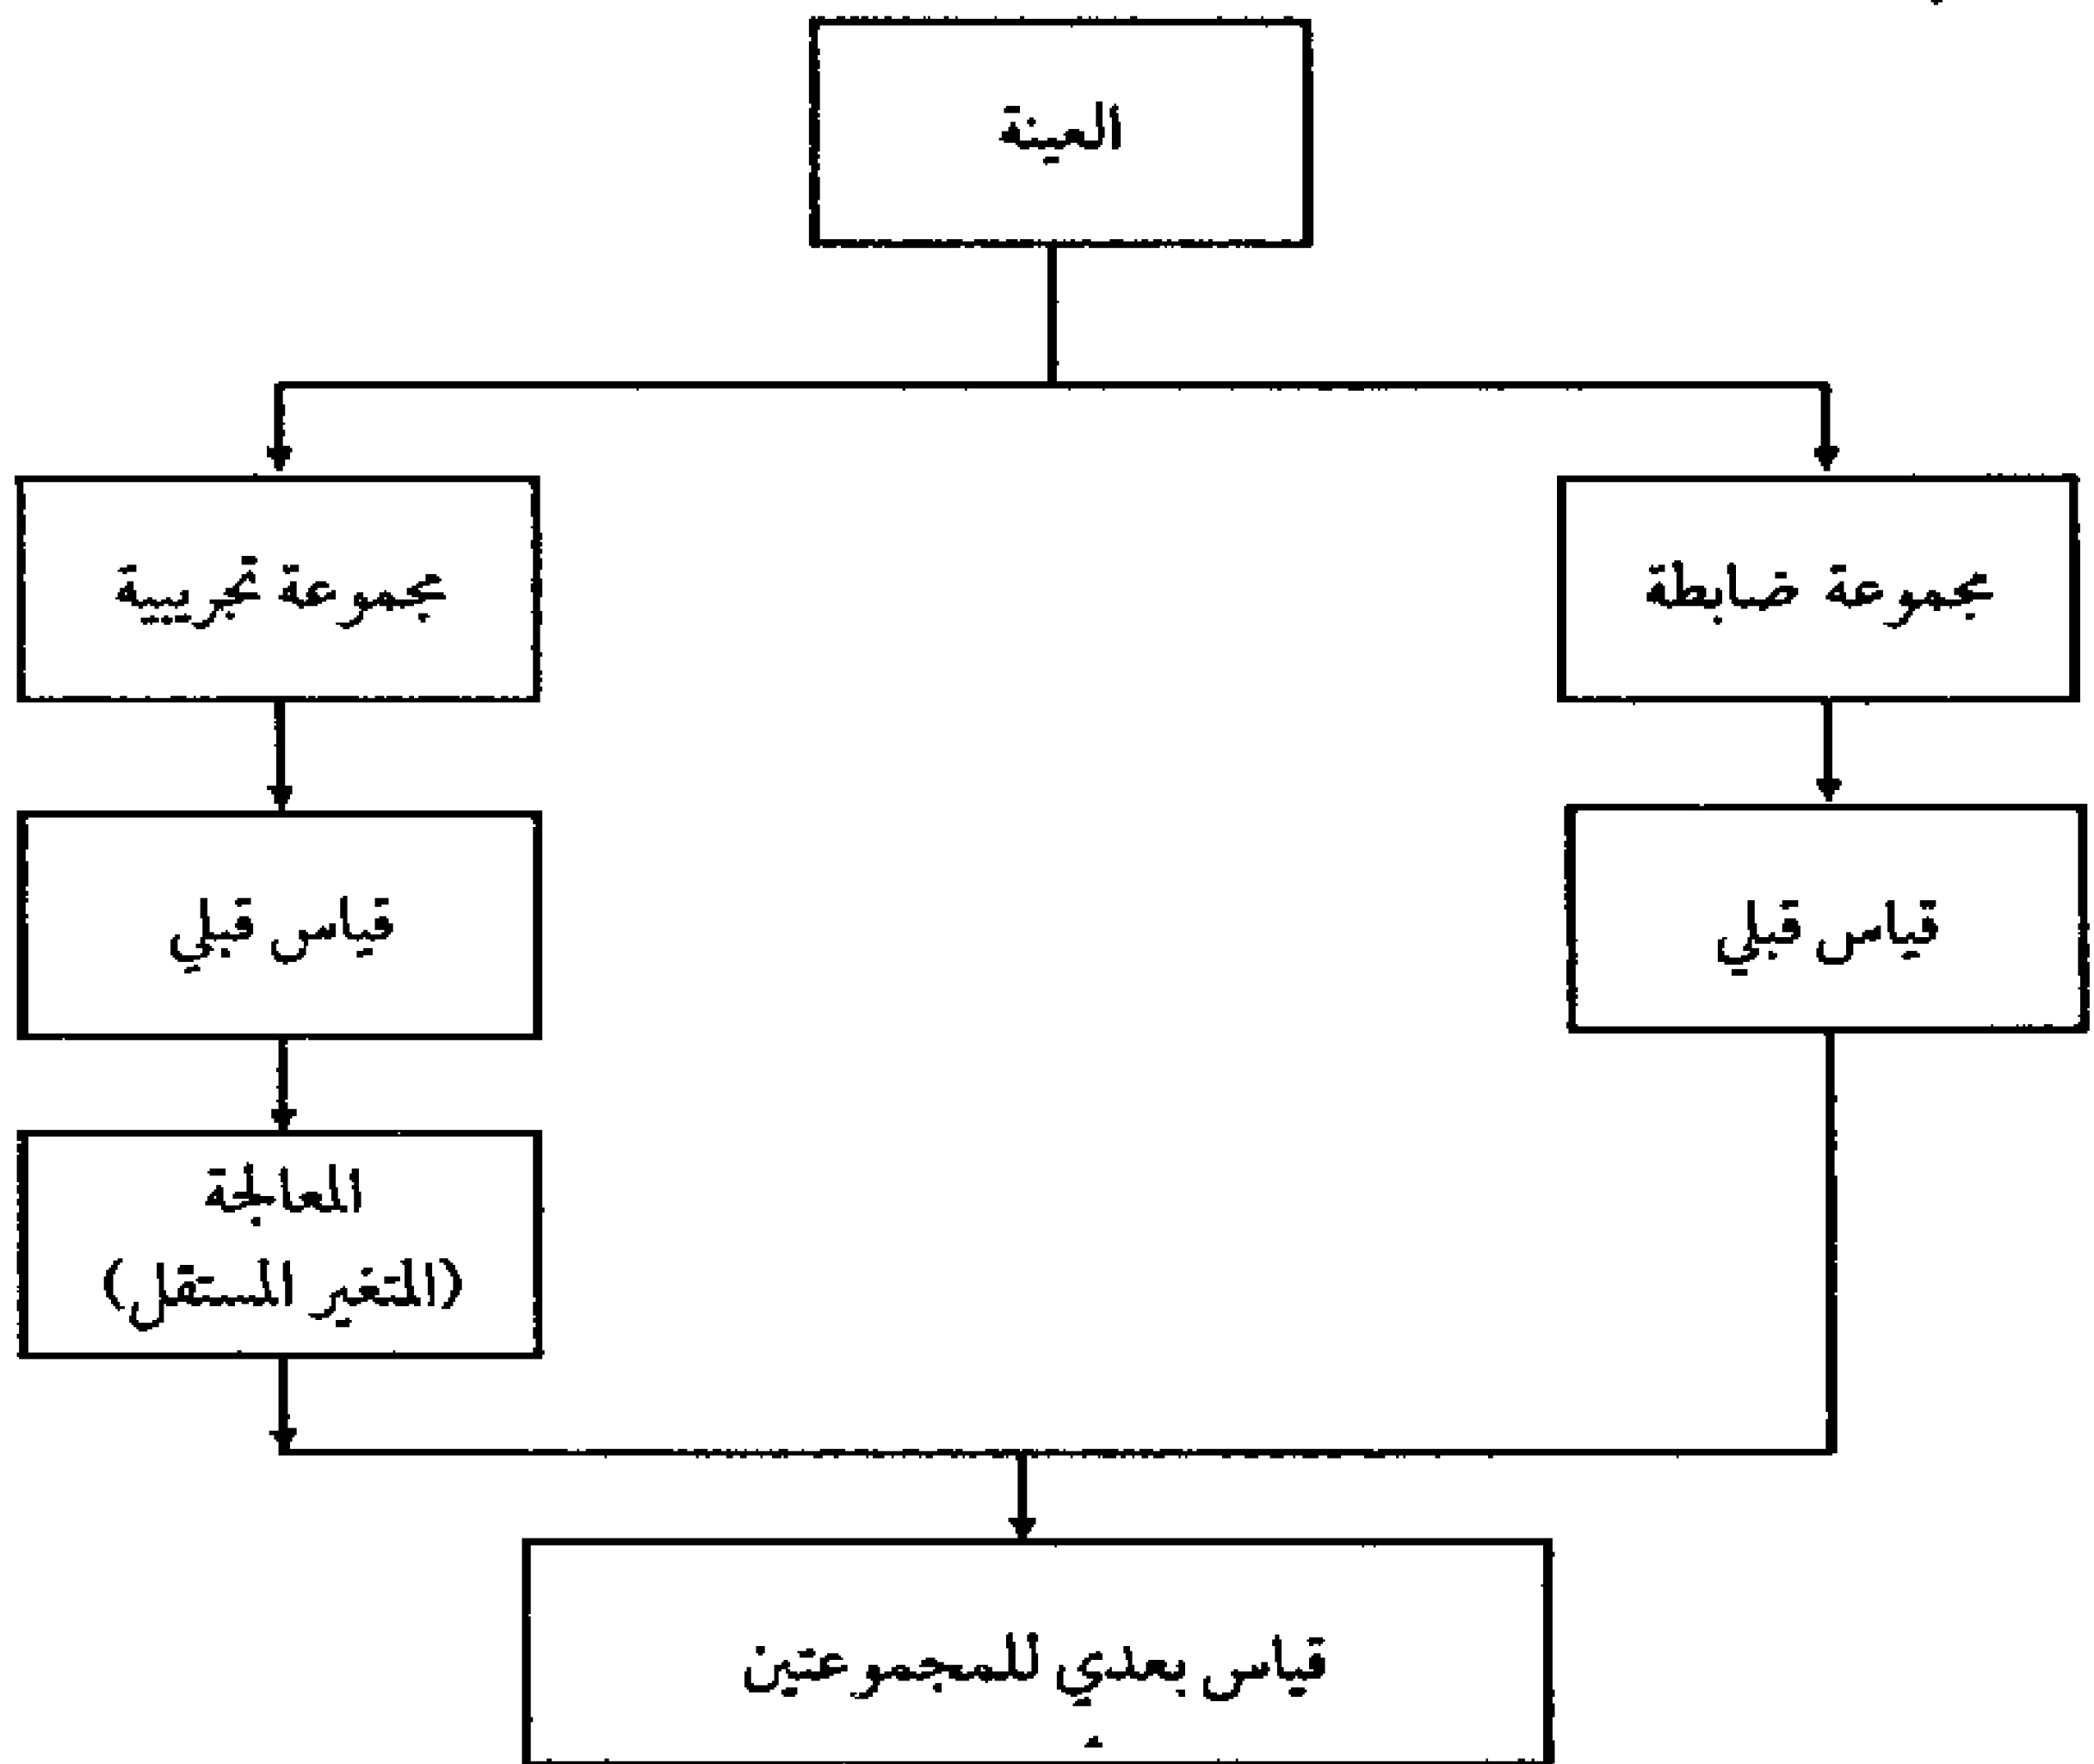 العينة
مجموعة ضابطة
مجموعة تجريبية
قياس قبلي
قياس قبلي
المعالجة
(المتغير المستقل)
قياس بعدي للمجموعتين